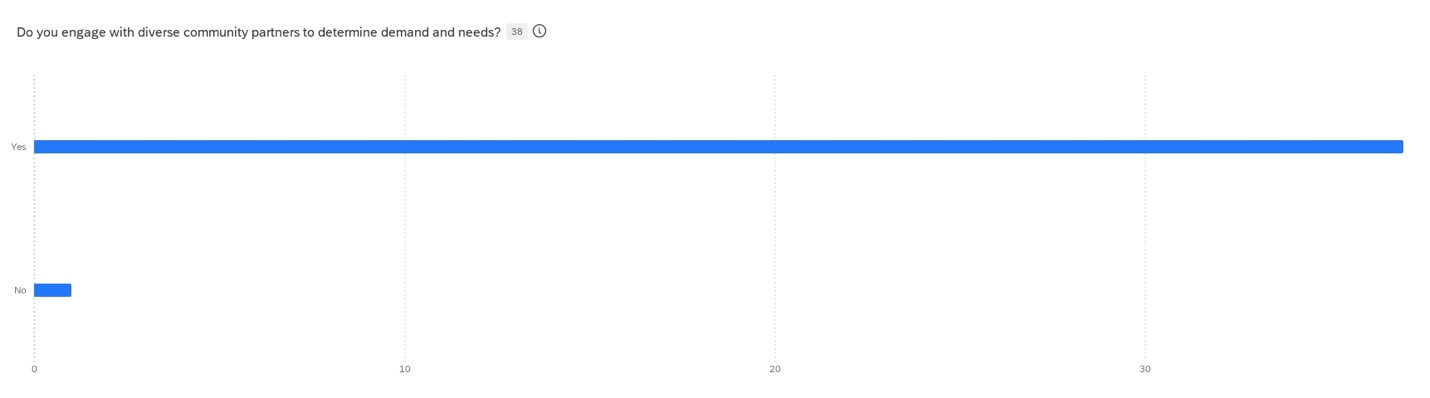 Do you engage with diverse community partners to determine demand and needs? 38
Yes
No
0 10 20 30